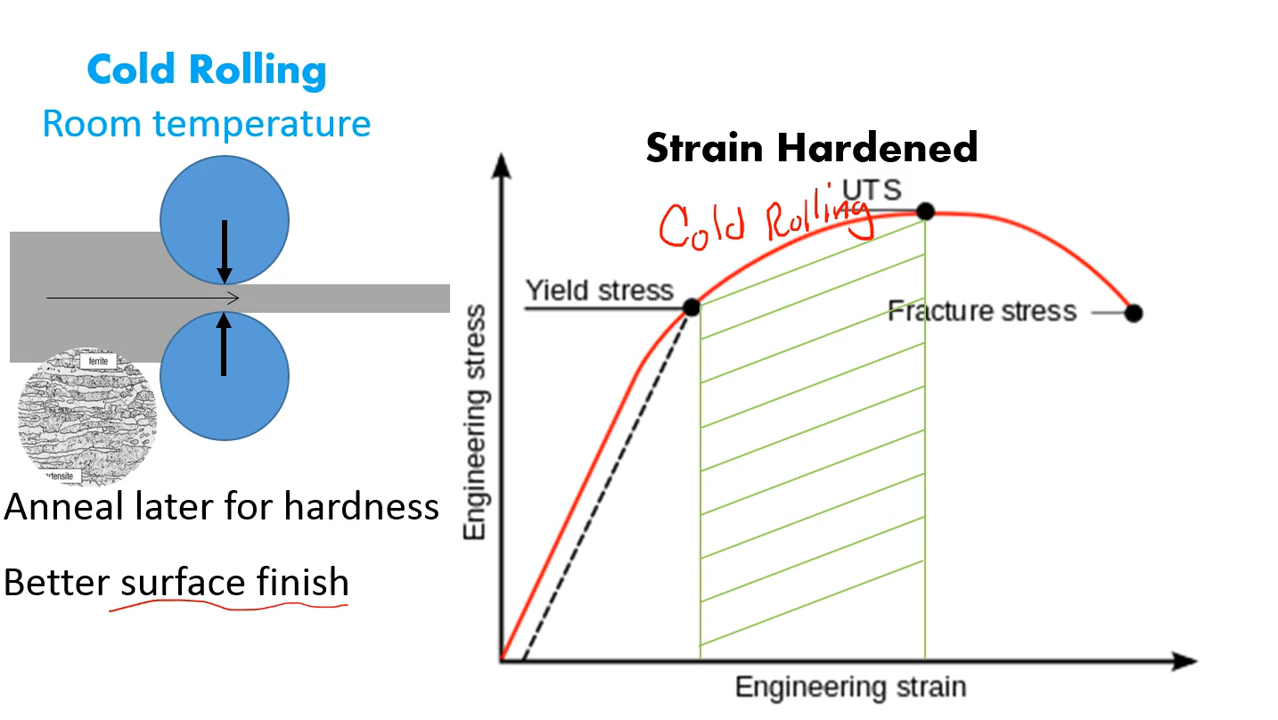 Cold Rolling
Room temperature
ferrite
rtensite
Anneal later for hardness
Better surface finish
Strain Hardened
UTS
Cold Rolling
Yield stress
Fracture stress
Engineering stress
Engineering strain